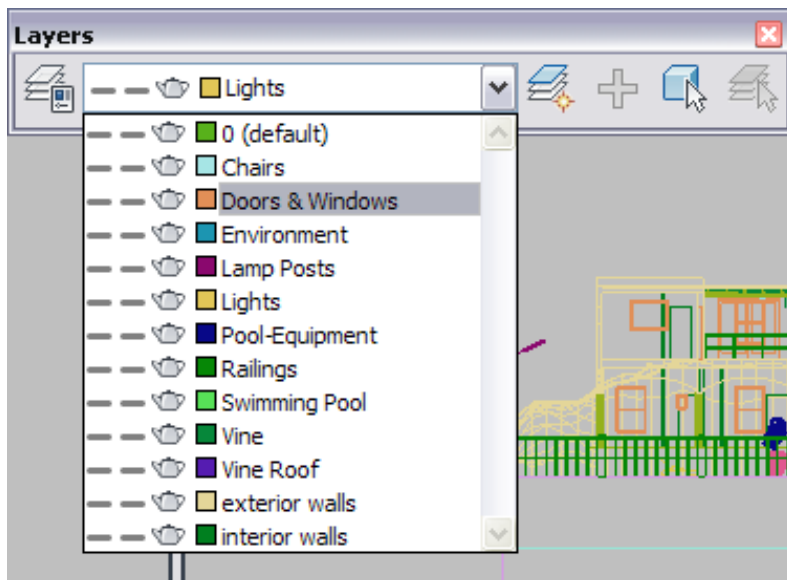 Layers
Lights
0 (default)
Chairs
Doors & Windows
Environment
Lamp Posts
Lights
Pool-Equipment
Railings
Swimming Pool
Vine
Vine Roof
exterior walls
interior walls